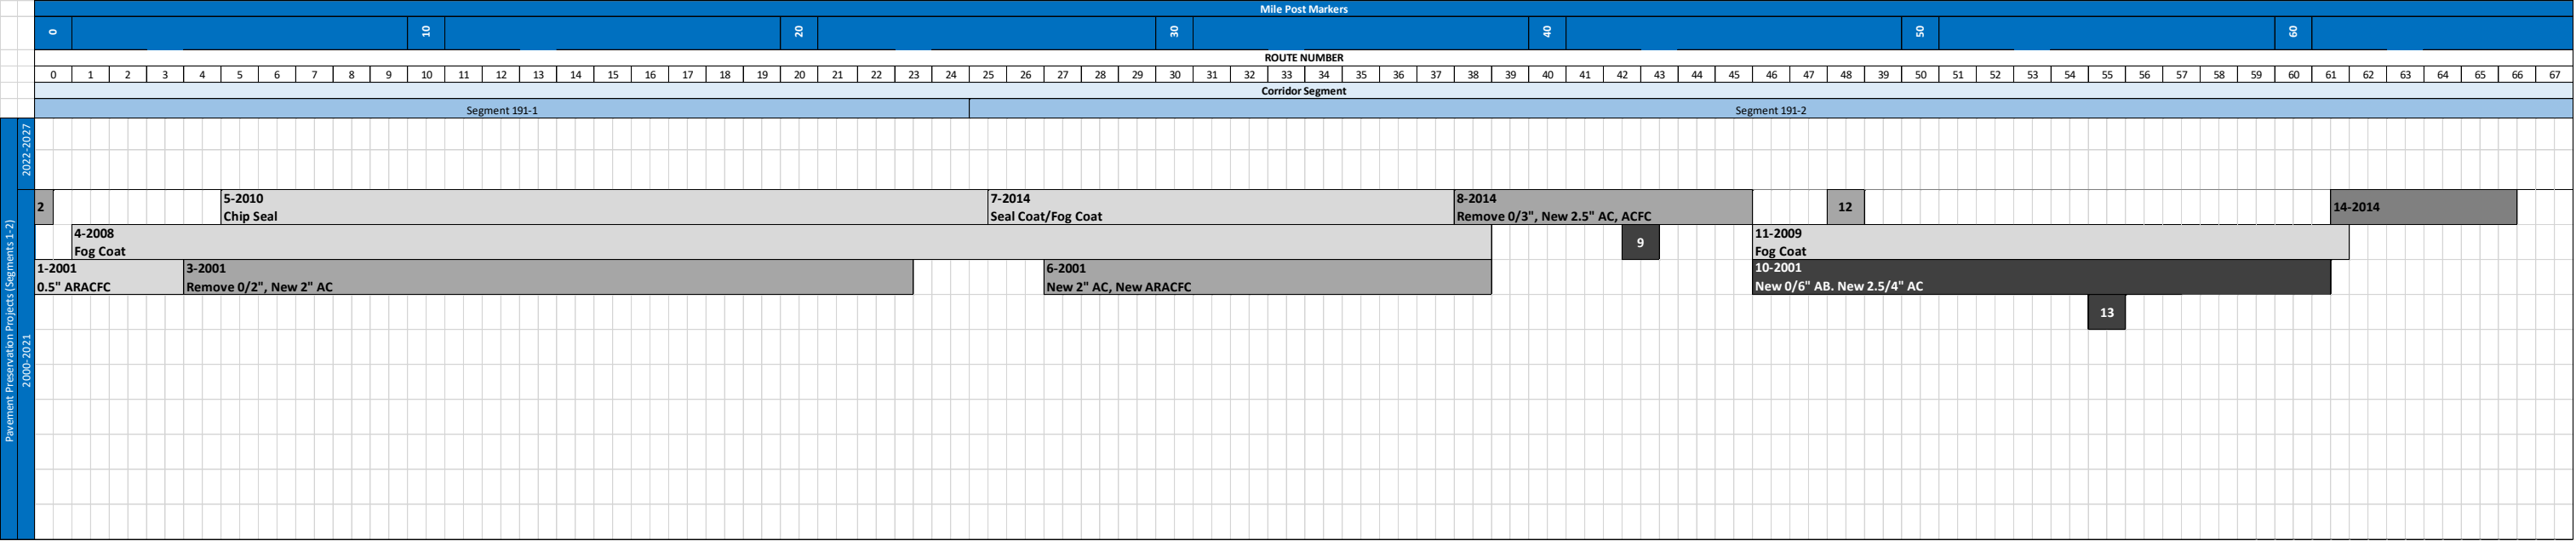 Mile Post Markers
0 10 20 30 40 50 60
ROUTE NUMBER
0 1 2 3 4 5 6 7 8 9 10 11 12 13 14 15 16 17 18 19 20 21 22 23 24 25 26 27 28 29 30 31 32 33 34 35 36 37 38 39 40 41 42 43 44 45 46 47 48 39 50 51 52 53 54 55 56 57 58 59 60 61 62 64 65 66 67
Corridor Segment
Segment 191-1 Segment 191-2
Pavement Preservation Projects (Segments 1-2)
2022-2027
2000-2021
2
5-2010
Chip Seal
7-2014
Seal Coat/Fog Coat
8-2014
Remove 0/3", New 2.5" AC, ACFC
12
14-2014
4-2008
Fog Coat
9
11-2009
Fog Coat
1-2001
0.5" ARACFC
3-2001
Remove 0/2", New 2" AC
6-2001
New 2" AC, New ARACFC
10-2001
New 0/6" AB. New 2.5/4" AC
13